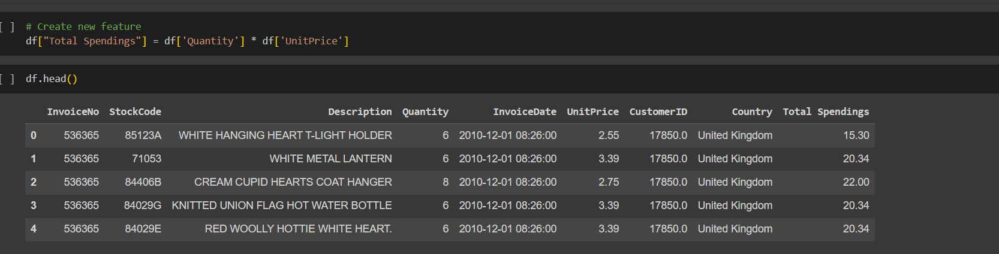 [ ] # Create new feature
df["Total Spendings"] = df['Quantity'] * df['UnitPrice']
[ ] df.head()
InvoiceNo StockCode Description Quantity InvoiceDate UnitPrice CustomerID Country Total Spendings
0 536365 85123A WHITE HANGING HEART T-LIGHT HOLDER 6 2010-12-01 08:26:00 2.55 17850.0 United Kingdom 15.30
1 536365 71053 WHITE METAL LANTERN 6 2010-12-01 08:26:00 3.39 17850.0 United Kingdom 20.34
2 536365 84406B CREAM CUPID HEARTS COAT HANGER 8 2010-12-01 08:26:00 2.75 17850.0 United Kingdom 22.00
3 536365 84029G KNITTED UNION FLAG HOT WATER BOTTLE 6 2010-12-01 08:26:00 3.39 17850.0 United Kingdom 20.34
4 536365 84029E RED WOOLLY HOTTIE WHITE HEART. 6 2010-12-01 08:26:00 3.39 17850.0 United Kingdom 20.34